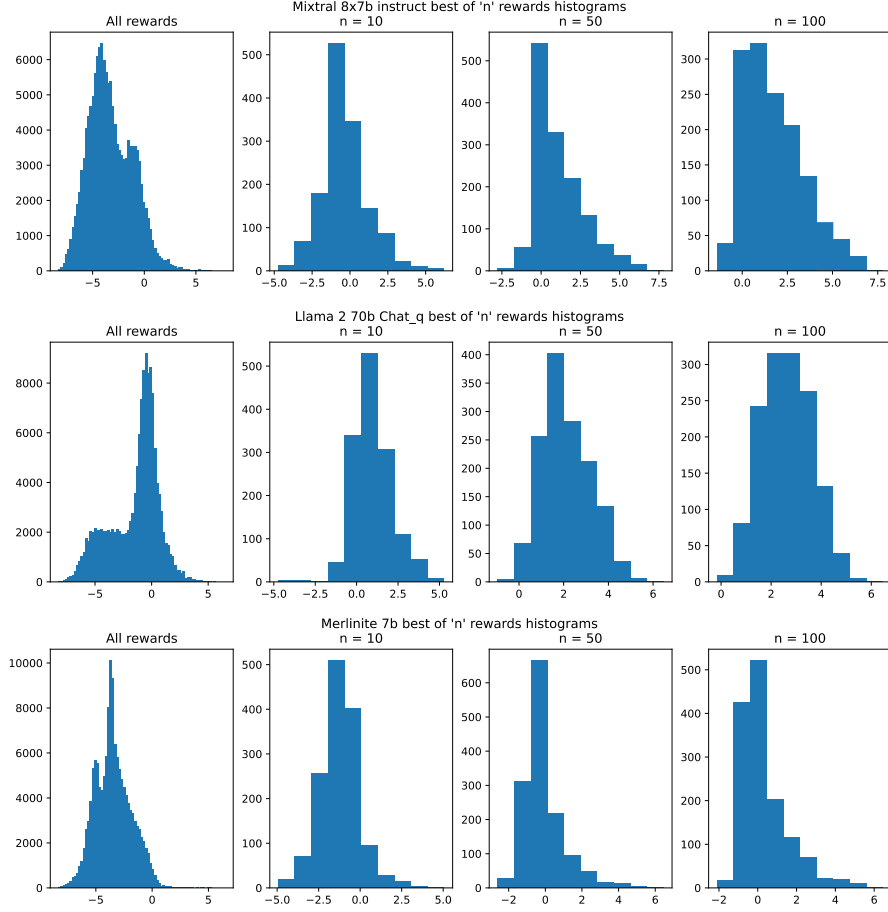 Mixtral 8x7b instruct best of 'n' rewards histograms
All rewards n = 10 n = 50 n = 100
6000 5000 4000 3000 2000 1000 0
−5 0 5
500 400 300 200 100 0
−5.0 −2.5 0.0 2.5 5.0
500 400 300 200 100 0
−2.5 0.0 2.5 5.0 7.5
300 250 200 150 100 50 0
0.0 2.5 5.0 7.5
Llama 2 70b Chat_q best of 'n' rewards histograms
All rewards n = 10 n = 50 n = 100
8000 6000 4000 2000 0
−5 0 5
500 400 300 200 100 0
−5.0 −2.5 0.0 2.5 5.0
400 350 300 250 200 150 100 50 0
0 2 4 6
300 250 200 150 100 50 0
0 2 4 6
Merlinite 7b best of 'n' rewards histograms
All rewards n = 10 n = 50 n = 100
10000 8000 6000 4000 2000 0
−5 0 5
500 400 300 200 100 0
−5.0 −2.5 0.0 2.5 5.0
600 500 400 300 200 100 0
−2 0 2 4 6
500 400 300 200 100 0
−2 0 2 4 6